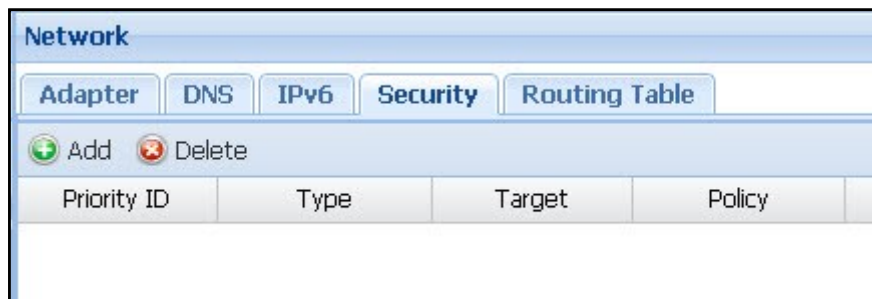 Network
Adapter DNS IPv6 Security Routing Table
Add Delete
Priority ID Type Target Policy